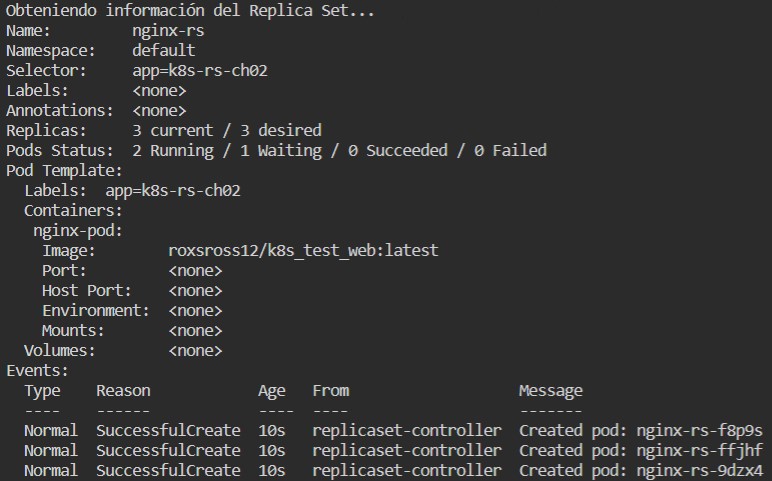 Obteniendo información del Replica Set...
Name:         nginx-rs
Namespace:    default
Selector:     app=k8s-rs-ch02
Labels:       <none>
Annotations:  <none>
Replicas:     3 current / 3 desired
Pods Status:  2 Running / 1 Waiting / 0 Succeeded / 0 Failed
Pod Template:
  Labels:  app=k8s-rs-ch02
  Containers:
   nginx-pod:
    Image:        roxsross12/k8s_test_web:latest
    Port:         <none>
    Host Port:    <none>
    Environment:  <none>
    Mounts:       <none>
  Volumes:        <none>
Events:
  Type    Reason            Age   From                   Message
  ----    ------            ----  ----                   -------
  Normal  SuccessfulCreate  10s   replicaset-controller  Created pod: nginx-rs-f8p9s
  Normal  SuccessfulCreate  10s   replicaset-controller  Created pod: nginx-rs-ffjhf
  Normal  SuccessfulCreate  10s   replicaset-controller  Created pod: nginx-rs-9dzx4